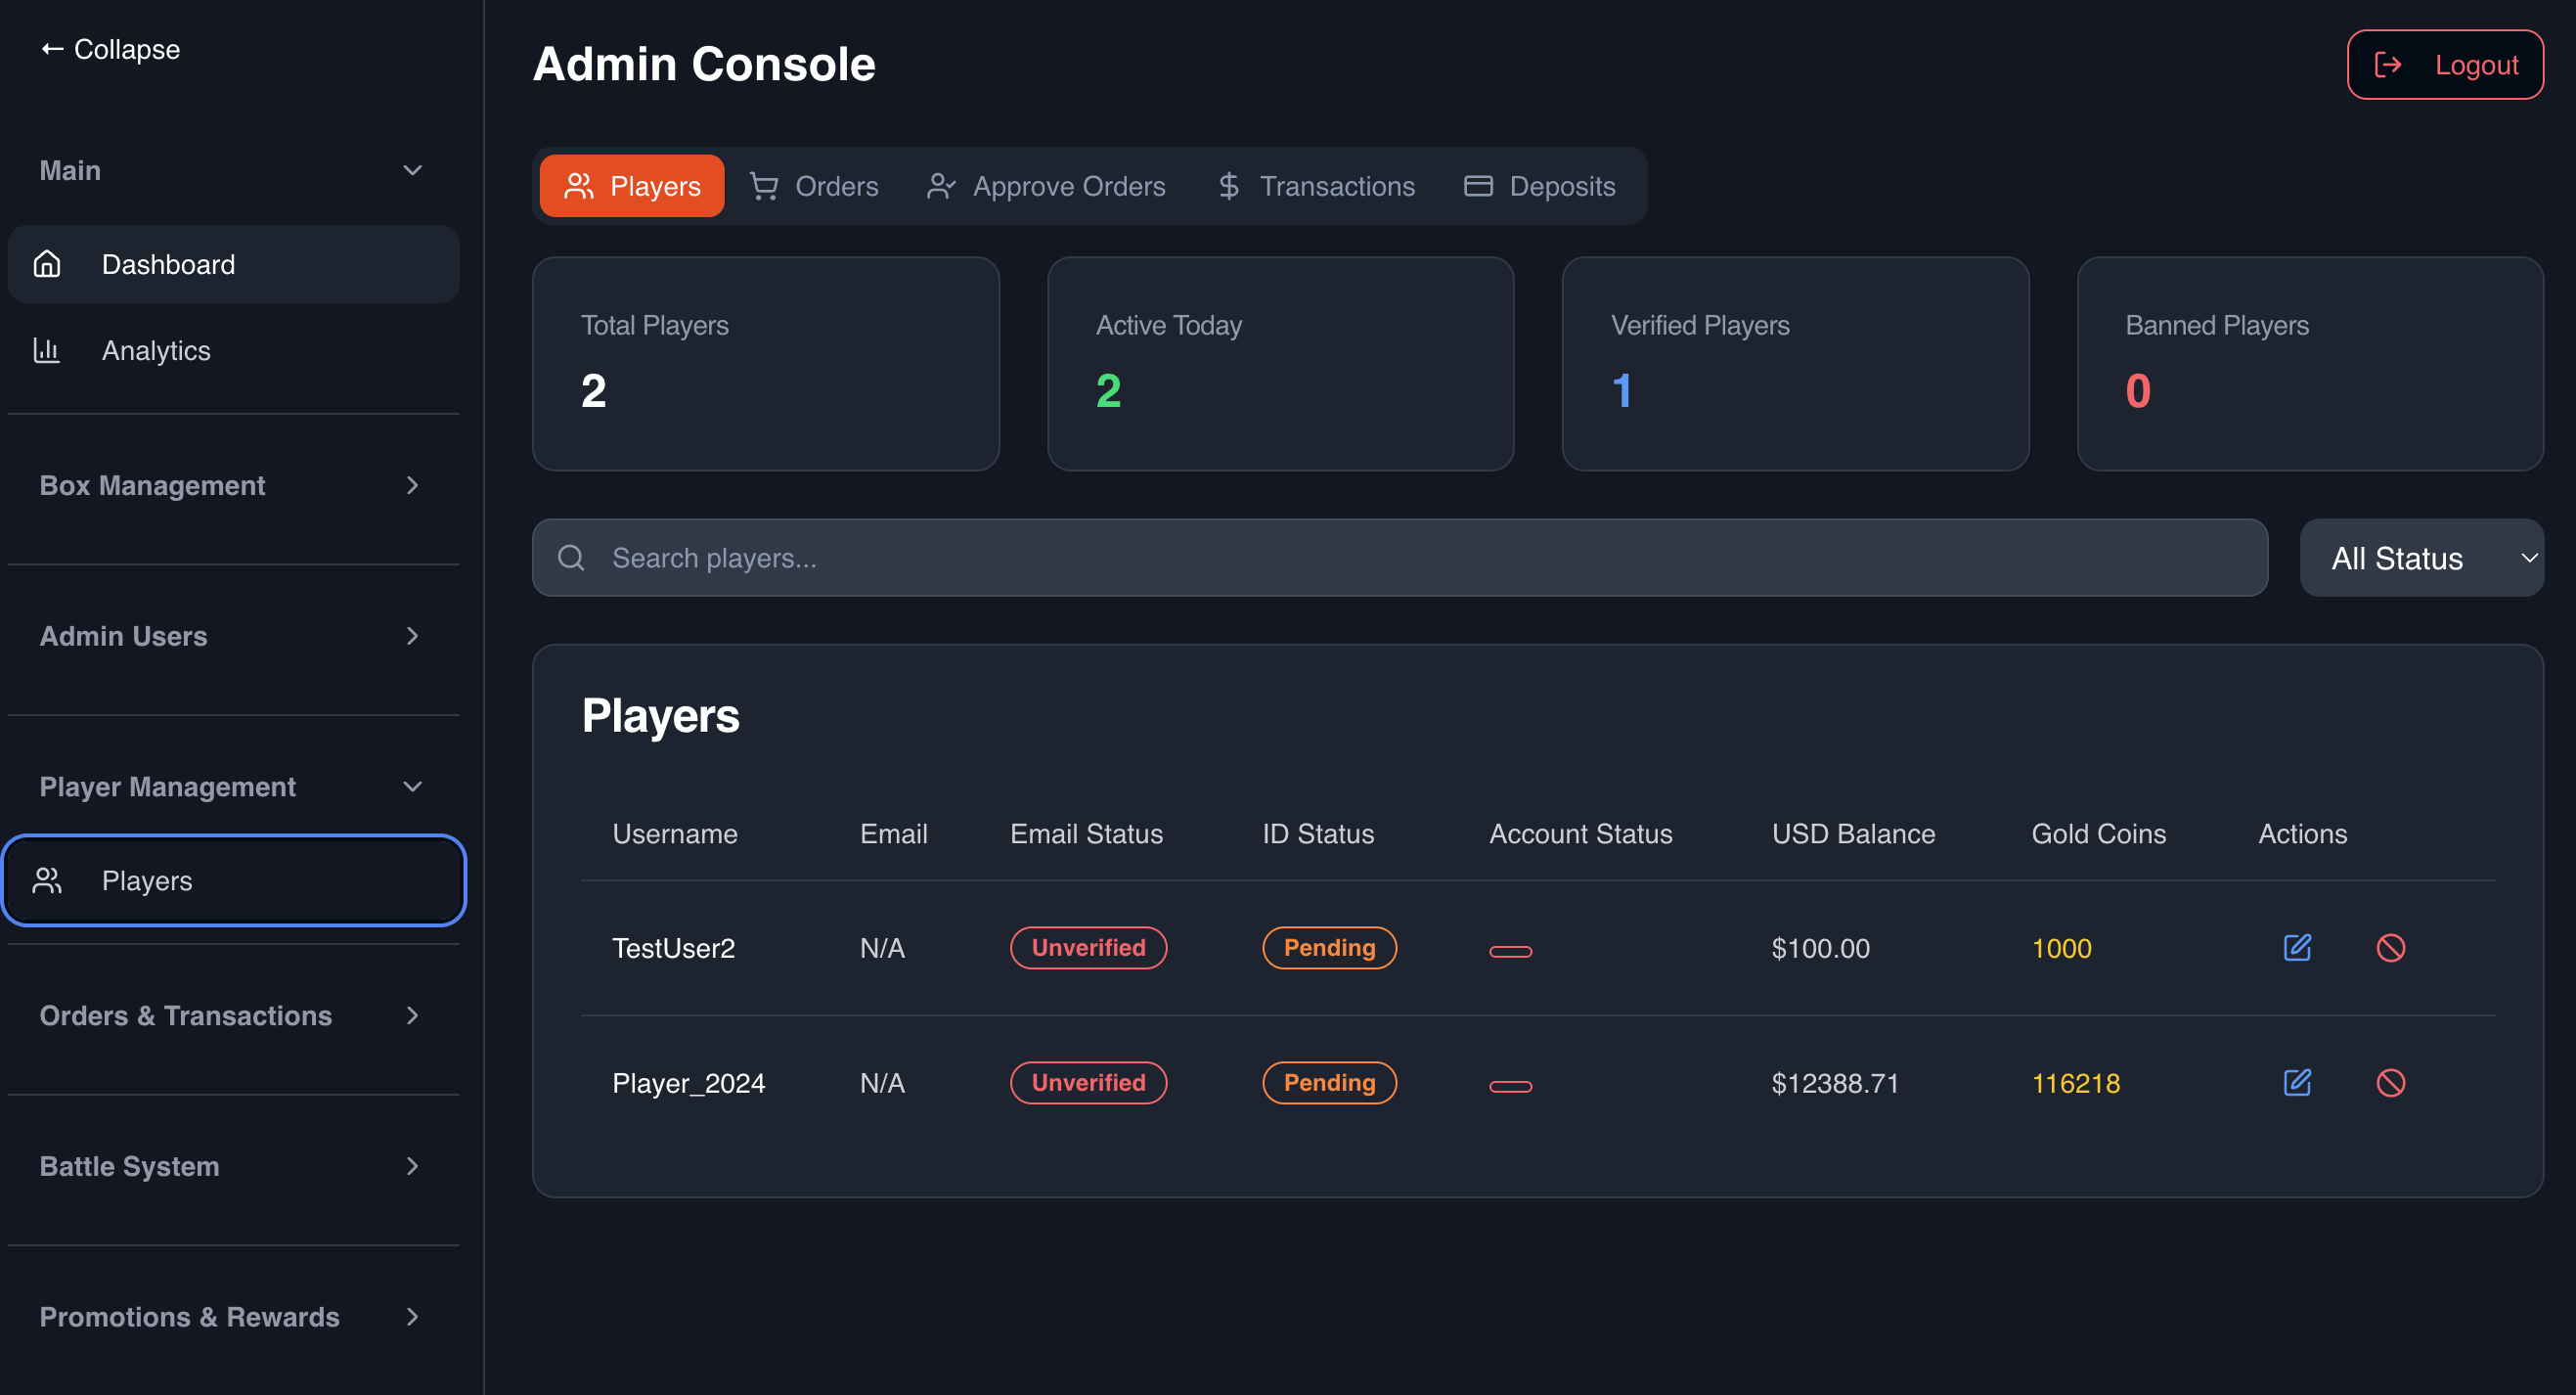 ← Collapse
Main
Dashboard
Analytics
Box Management
Admin Users
Player Management
Players
Orders & Transactions
Battle System
Promotions & Rewards
Admin Console
Logout
Players Orders Approve Orders Transactions Deposits
Total Players Active Today Verified Players Banned Players
2 2 1 0
Search players... All Status
Players
Username Email Email Status ID Status Account Status USD Balance Gold Coins Actions
TestUser2 N/A Unverified Pending $100.00 1000
Player_2024 N/A Unverified Pending $12388.71 116218